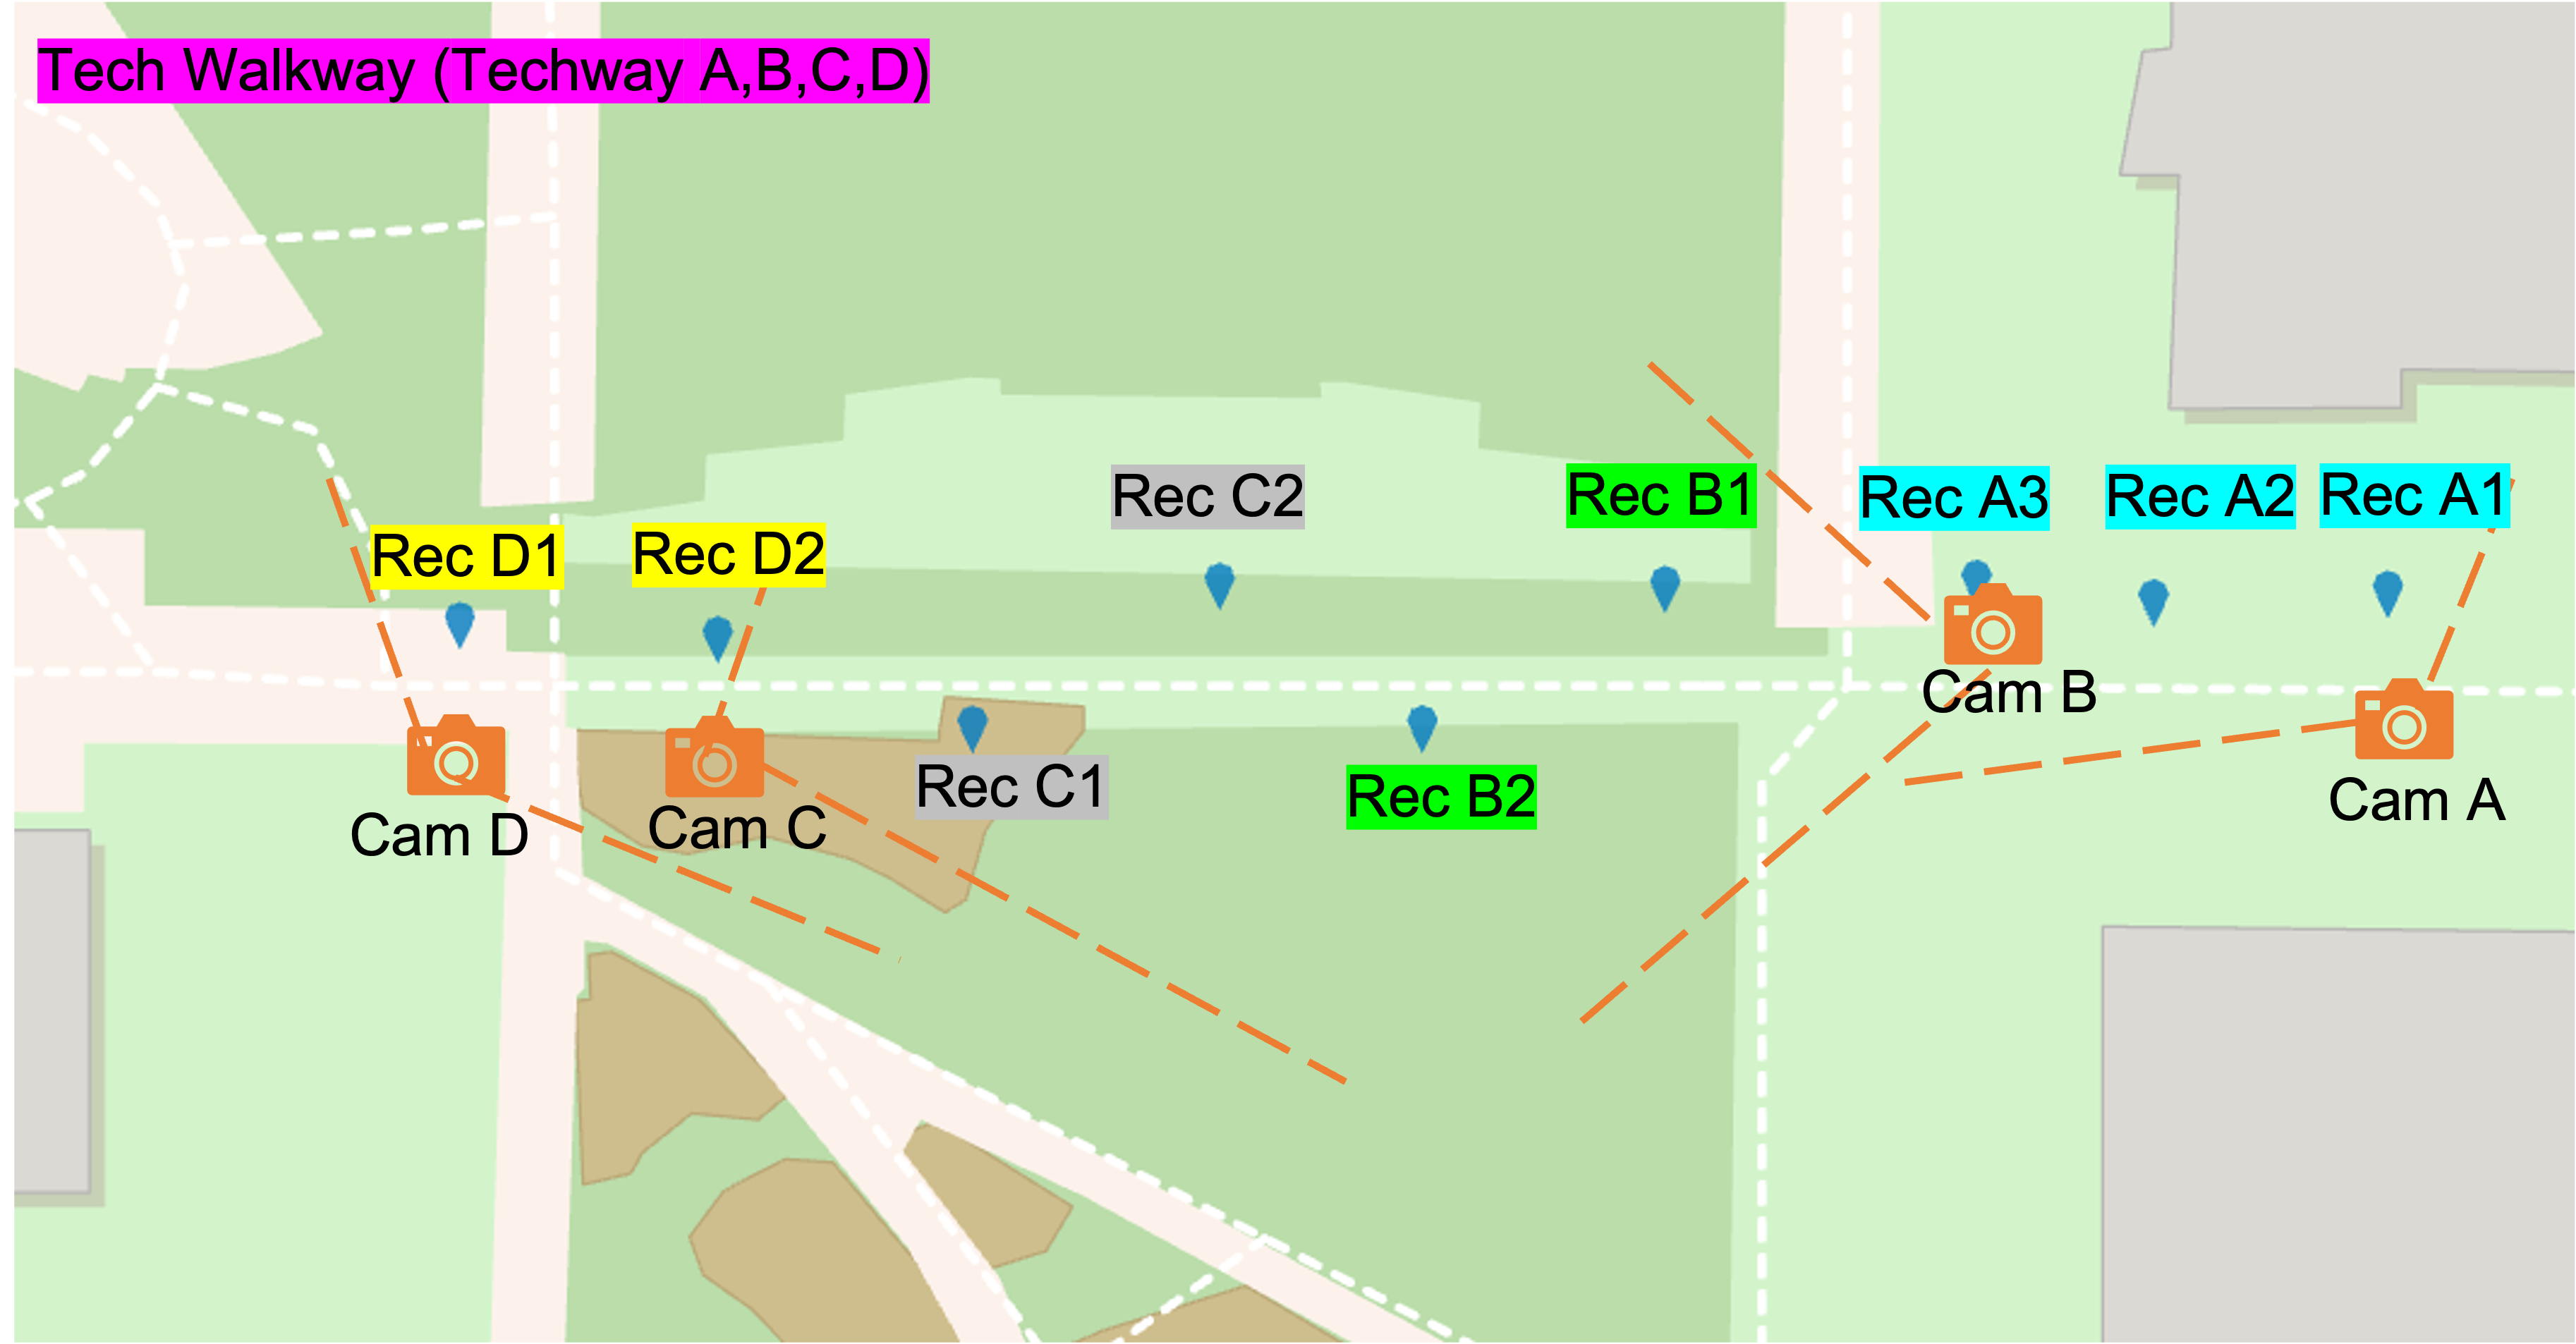 Tech Walkway (Techway A,B,C,D)
Rec C2
Rec B1
Rec A3
Rec A2
Rec A1
Rec D1
Rec D2
Cam B
Rec C1
Rec B2
Cam A
Cam D
Cam C